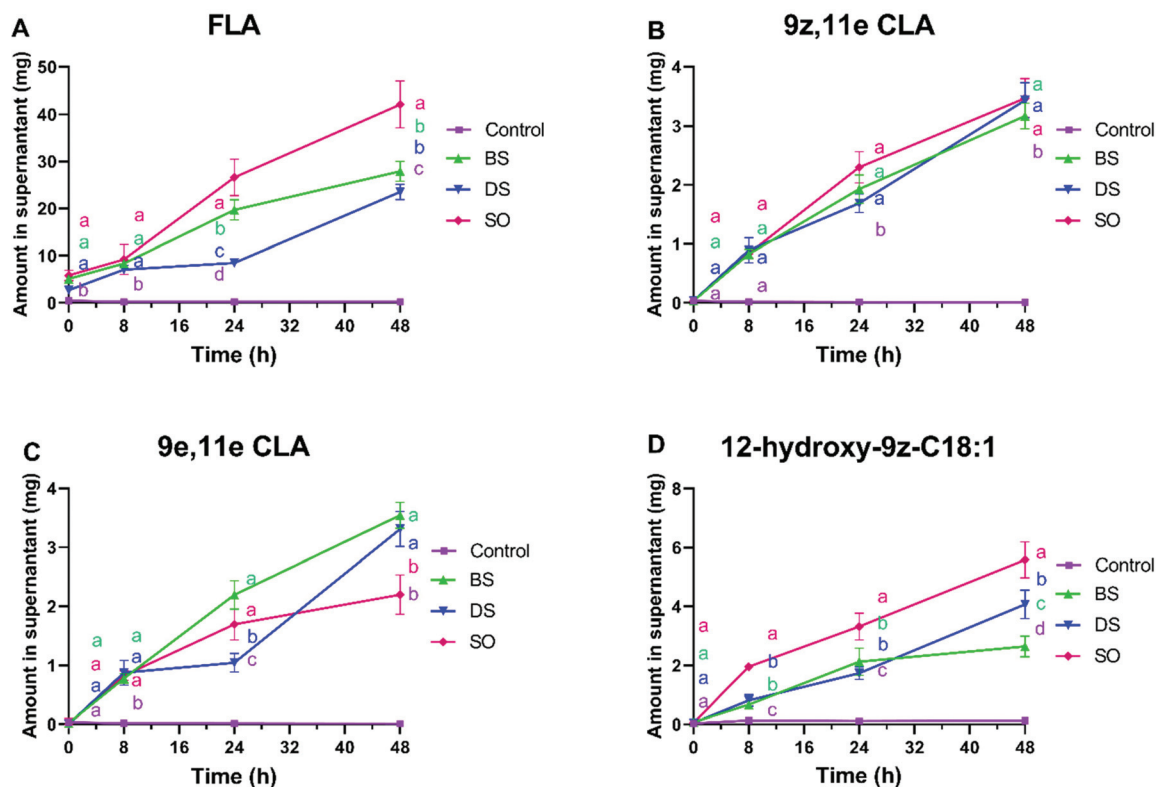 A
FLA
Amount in supernatant (mg)
50
40
30
20
10
0
a
a
a
b
a
a
a
b
a
b
c
d
a
b
b
c
0 8 16 24 32 40 48
Time (h)
Control
BS
DS
SO
B
9z,11e CLA
Amount in supernatant (mg)
4
3
2
1
0
a
a
a
a
a
a
a
a
a
a
a
b
a
a
a
b
0 8 16 24 32 40 48
Time (h)
Control
BS
DS
SO
C
9e,11e CLA
Amount in supernatant (mg)
4
3
2
1
0
a
a
a
a
a
a
a
b
a
a
b
c
a
a
b
b
0 8 16 24 32 40 48
Time (h)
Control
BS
DS
SO
D
12-hydroxy-9z-C18:1
Amount in supernatant (mg)
8
6
4
2
0
a
a
a
a
a
b
b
c
a
b
b
c
a
b
c
d
0 8 16 24 32 40 48
Time (h)
Control
BS
DS
SO